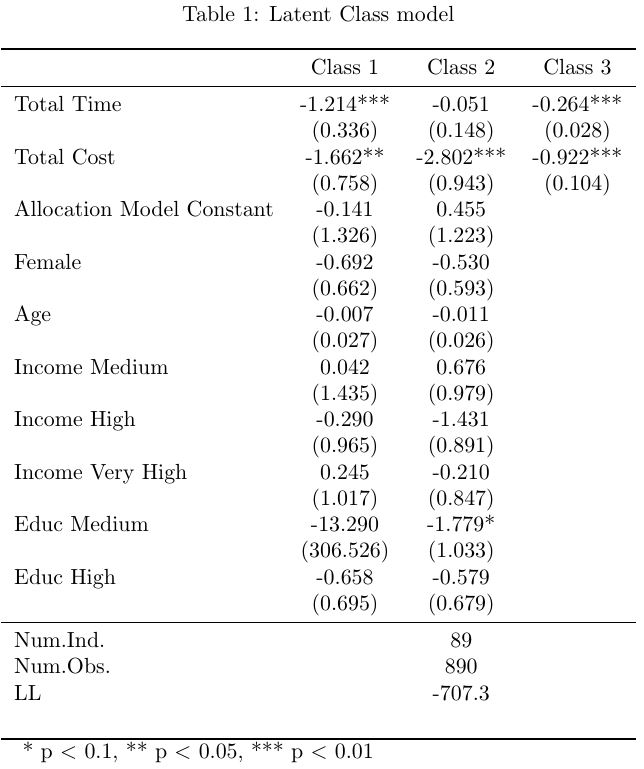 Table 1: Latent Class model
Class 1 Class 2 Class 3
Total Time -1.214*** -0.051 -0.264***
(0.336) (0.148) (0.028)
Total Cost -1.662** -2.802*** -0.922***
(0.758) (0.943) (0.104)
Allocation Model Constant -0.141 0.455
(1.326) (1.223)
Female -0.692 -0.530
(0.662) (0.593)
Age -0.007 -0.011
(0.027) (0.026)
Income Medium 0.042 0.676
(1.435) (0.979)
Income High -0.290 -1.431
(0.965) (0.891)
Income Very High 0.245 -0.210
(1.017) (0.847)
Educ Medium -13.290 -1.779*
(306.526) (1.033)
Educ High -0.658 -0.579
(0.695) (0.679)
Num.Ind. 89
Num.Obs. 890
LL -707.3
* p < 0.1, ** p < 0.05, *** p < 0.01